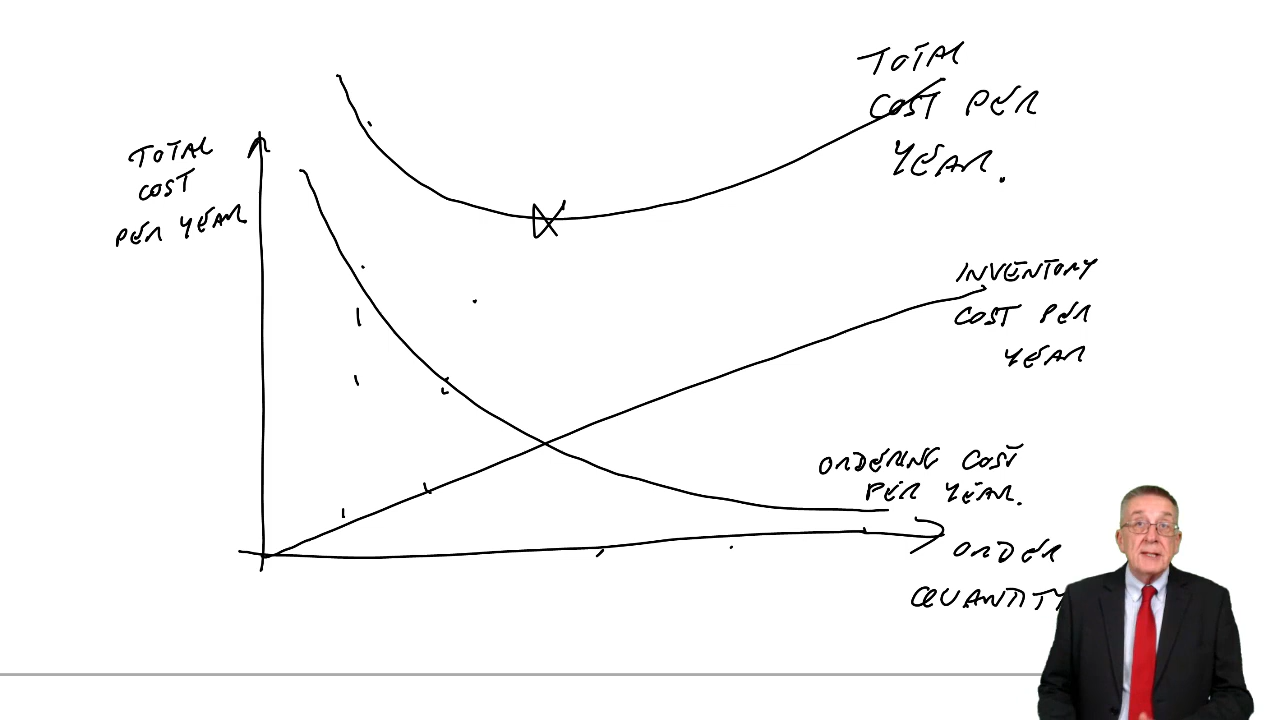 TOTAL
COST PER
YEAR.
TOTAL
COST
PER YEAR
INVENTORY
COST PER
YEAR
ORDERING COST
PER YEAR.
ORDER
QUANTITY